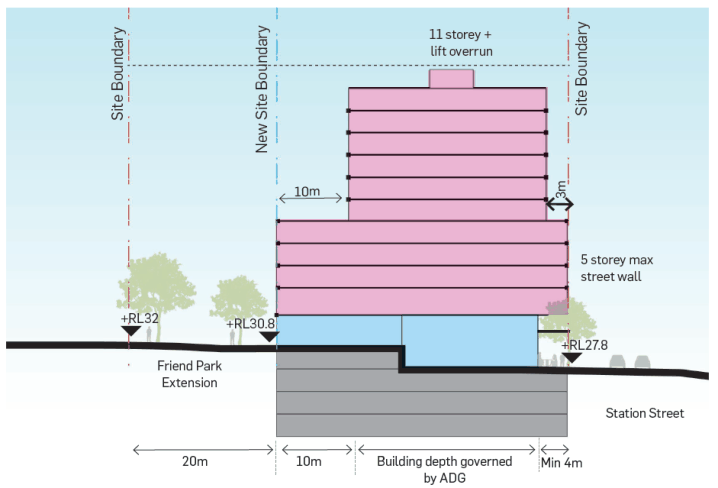 11 storey +
lift overrun
Site Boundary
New Site Boundary
Site Boundary
10m
3m
5 storey max
street wall
+RL32
+RL30.8
+RL27.8
Friend Park
Extension
Station Street
20m
10m
Building depth governed
by ADG
Min 4m